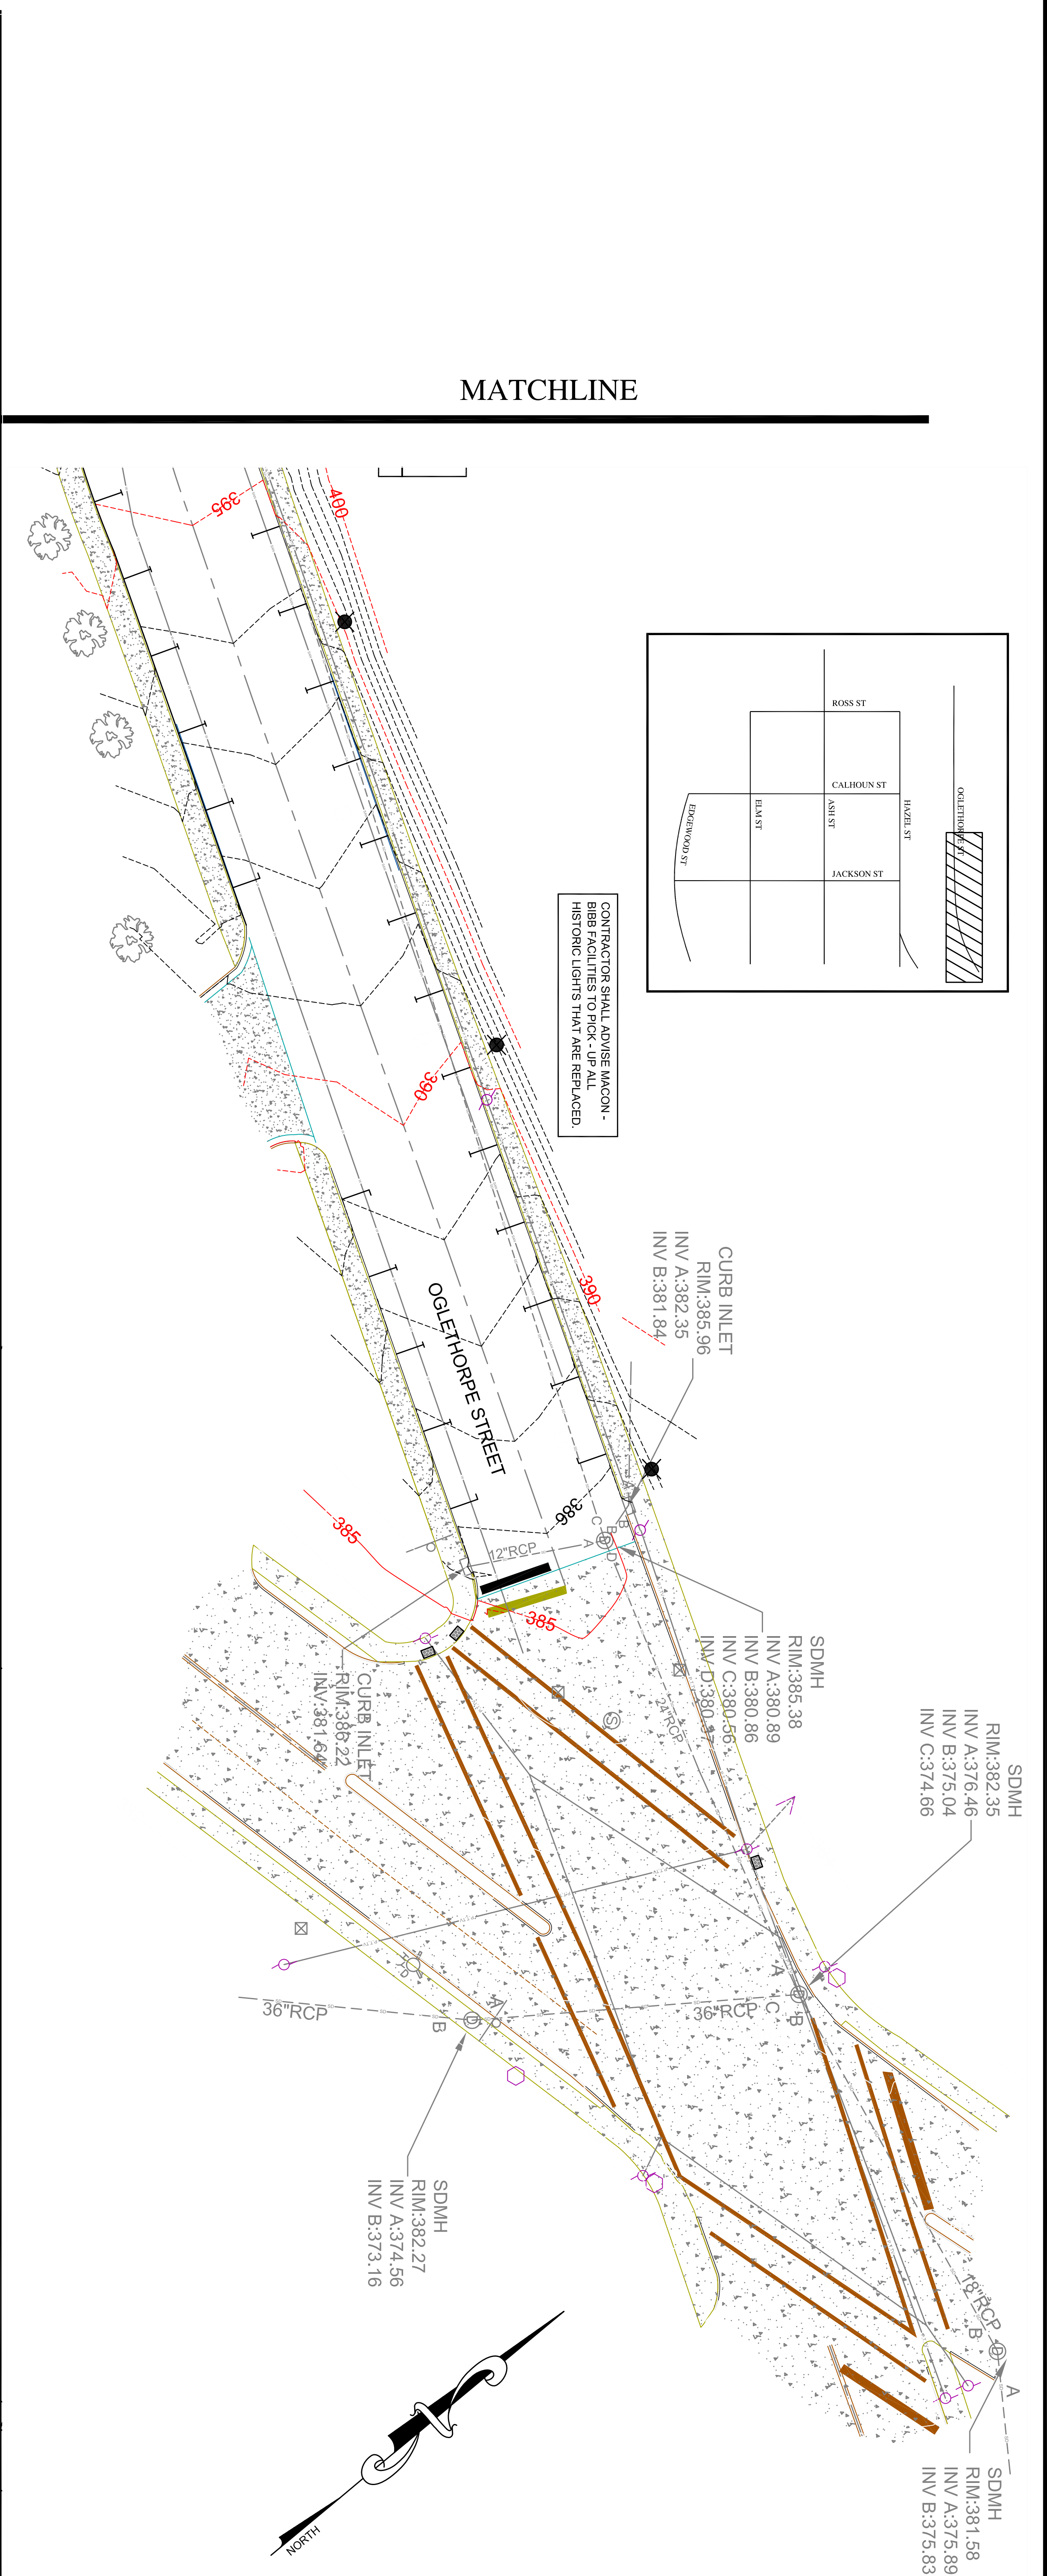 MATCHLINE
400
395
ROSS ST
CALHOUN ST
JACKSON ST
OGLETHORPE ST
HAZEL ST
ASH ST
ELM ST
EDGEWOOD ST
CONTRACTOR SHALL ADVISE MACON -
BIBB FACILITIES TO PICK - UP ALL
HISTORIC LIGHTS THAT ARE REPLACED.
390
390
OGLETHORPE STREET
CURB INLET
RIM:385.96
INV A:382.35
INV B:381.84
386
385
385
A
B
C
B
D
D
A
12"RCP
CURB INLET
RIM:386.22
INV:381.64
SDMH
RIM:385.38
INV A:380.89
INV B:380.86
INV C:380.56
INV D:380.37
24"RCP
S
SDMH
RIM:382.35
INV A:376.46
INV B:375.04
INV C:374.66
A
D
B
C
36"RCP
36"RCP
A
D
B
SDMH
RIM:382.27
INV A:374.56
INV B:373.16
18"RCP
B
D
A
SDMH
RIM:381.58
INV A:375.89
INV B:375.83
N
NORTH